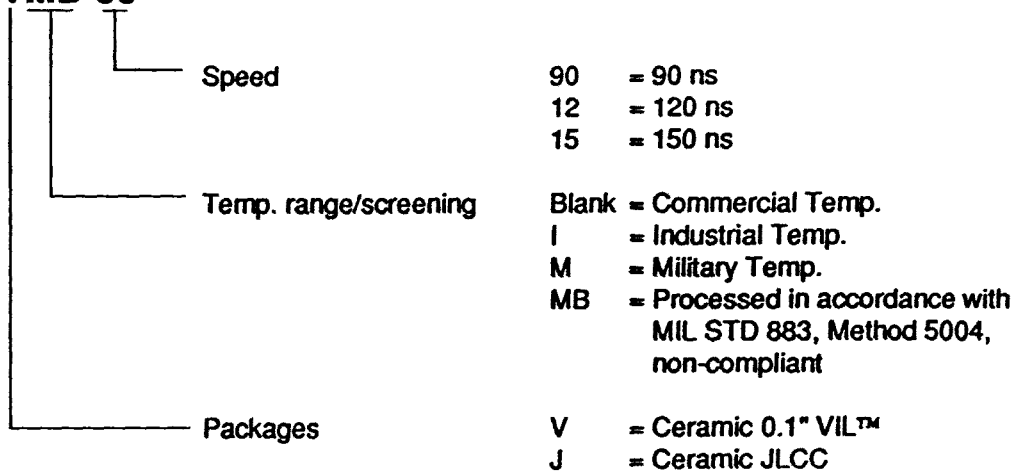 Speed 90 = 90 ns
12 = 120 ns
15 = 150 ns
Temp. range/screening Blank = Commercial Temp.
I = Industrial Temp.
M = Military Temp.
MB = Processed in accordance with
MIL STD 883, Method 5004,
non-compliant
Packages V = Ceramic 0.1" VIL™
J = Ceramic JLCC